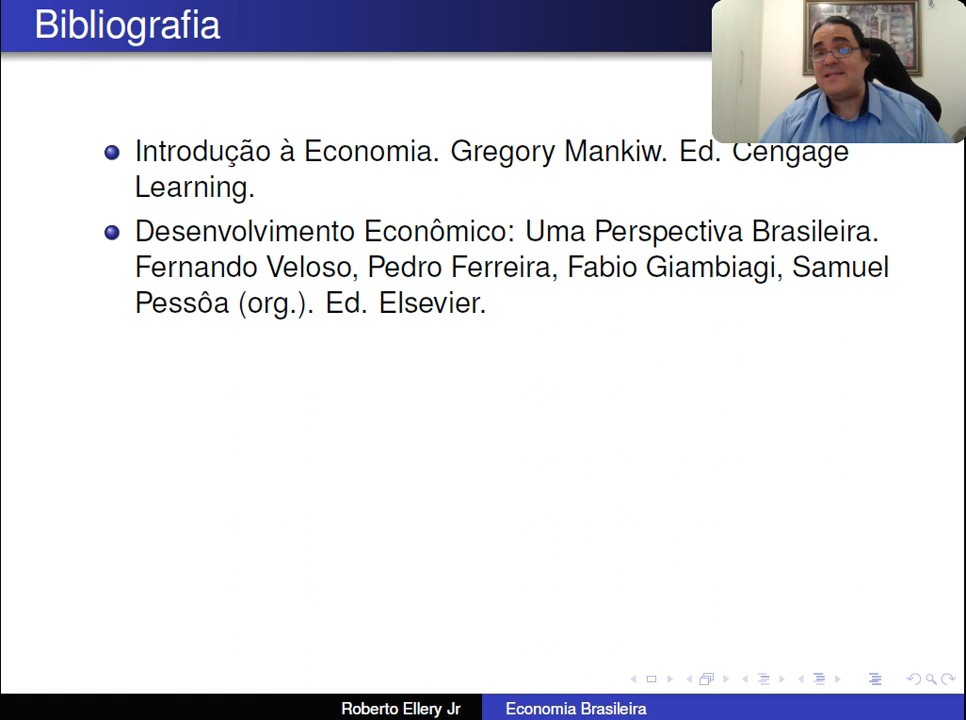 Bibliografia
Introdução à Economia. Gregory Mankiw. Ed. Cengage
Learning.
Desenvolvimento Econômico: Uma Perspectiva Brasileira.
Fernando Veloso, Pedro Ferreira, Fabio Giambiagi, Samuel
Pessôa (org.). Ed. Elsevier.
Roberto Ellery Jr
Economia Brasileira